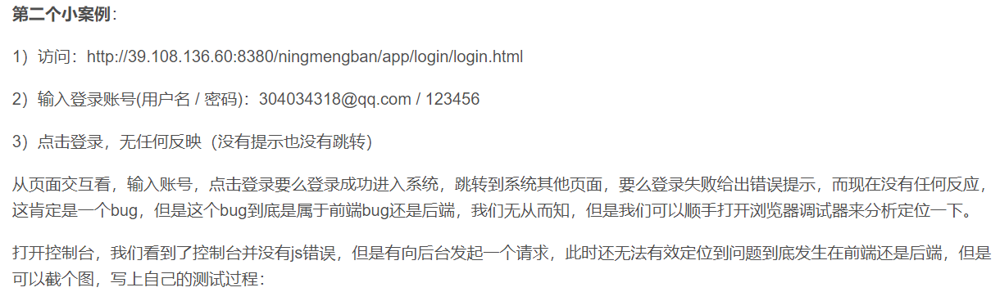 第二个小案例：
1）访问：http://39.108.136.60:8380/ningmengban/app/login/login.html
2）输入登录账号(用户名 / 密码)：304034318@qq.com / 123456
3）点击登录，无任何反映（没有提示也没有跳转）
从页面交互看，输入账号，点击登录要么登录成功进入系统，跳转到系统其他页面，要么登录失败给出错误提示，而现在没有任何反应，
这肯定是一个bug，但是这个bug到底是属于前端bug还是后端，我们无从而知，但是我们可以顺手打开浏览器调试器来分析定位一下。
打开控制台，我们看到了控制台并没有js错误，但是有向后台发起一个请求，此时还无法有效定位到问题到底发生在前端还是后端，但是
可以截个图，写上自己的测试过程：